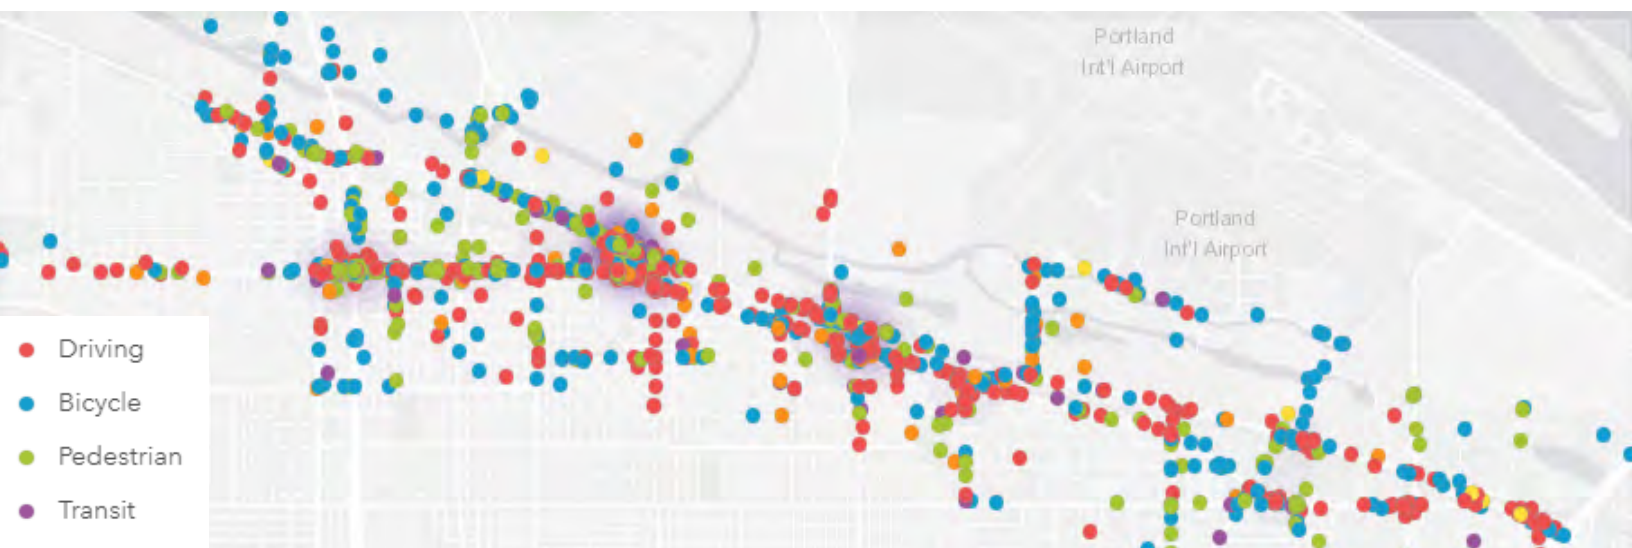 Portland
Int'l Airport
Portland
Int'l Airport
Driving
Bicycle
Pedestrian
Transit